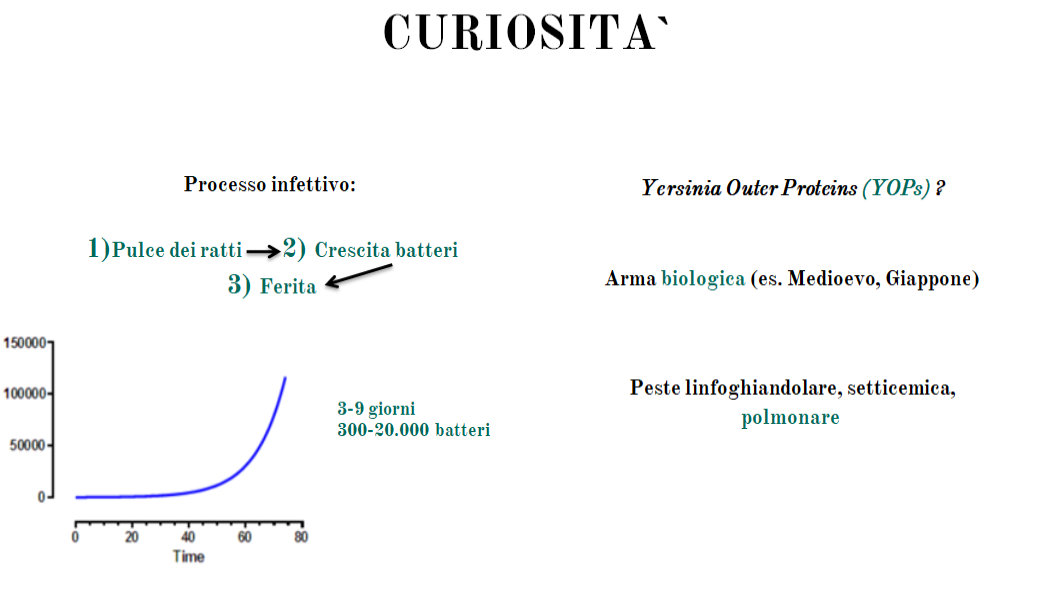 CURIOSITA`
Processo infettivo:
1)Pulce dei ratti
2) Crescita batteri
3) Ferita
150000
100000
50000
0
0 20 40 60 80
Time
3-9 giorni
300-20.000 batteri
Yersinia Outer Proteins (YOPs) ?
Arma biologica (es. Medioevo, Giappone)
Peste linfoghiandolare, setticemica,
polmonare